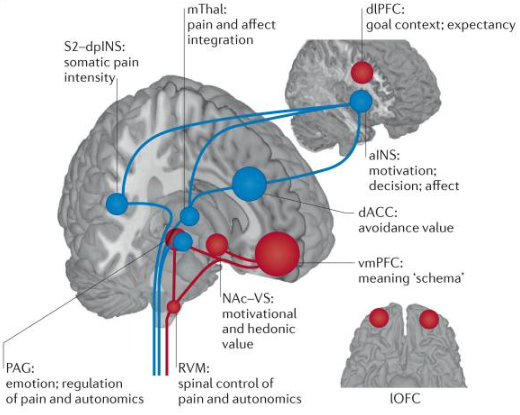 mThal:
pain and affect
integration
dlPFC:
goal context; expectancy
S2–dpINS:
somatic pain
intensity
aINS:
motivation;
decision; affect
dACC:
avoidance value
vmPFC:
meaning ‘schema’
NAc–VS:
motivational
and hedonic
value
PAG:
emotion; regulation
of pain and autonomics
RVM:
spinal control of
pain and autonomics
lOFC